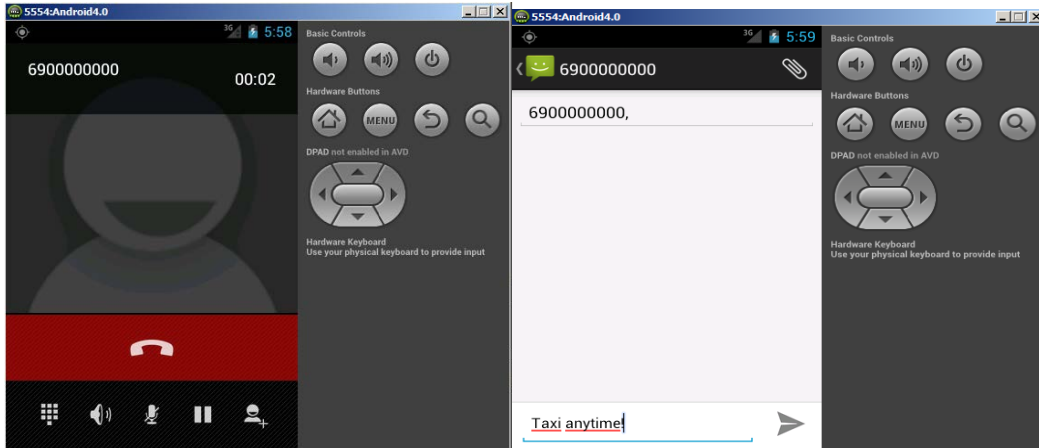 5554:Android4.0
3G 5:58
6900000000
00:02
Basic Controls
Hardware Buttons
MENU
DPAD not enabled in AVD
Hardware Keyboard
Use your physical keyboard to provide input
5554:Android4.0
3G 5:59
6900000000
6900000000,
Taxi anytime!
Basic Controls
Hardware Buttons
MENU
DPAD not enabled in AVD
Hardware Keyboard
Use your physical keyboard to provide input